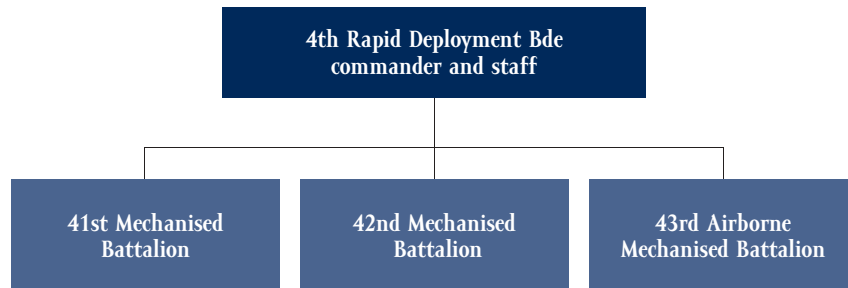 4th Rapid Deployment Bde
commander and staff
41st Mechanised
Battalion
42nd Mechanised
Battalion
43rd Airborne
Mechanised Battalion